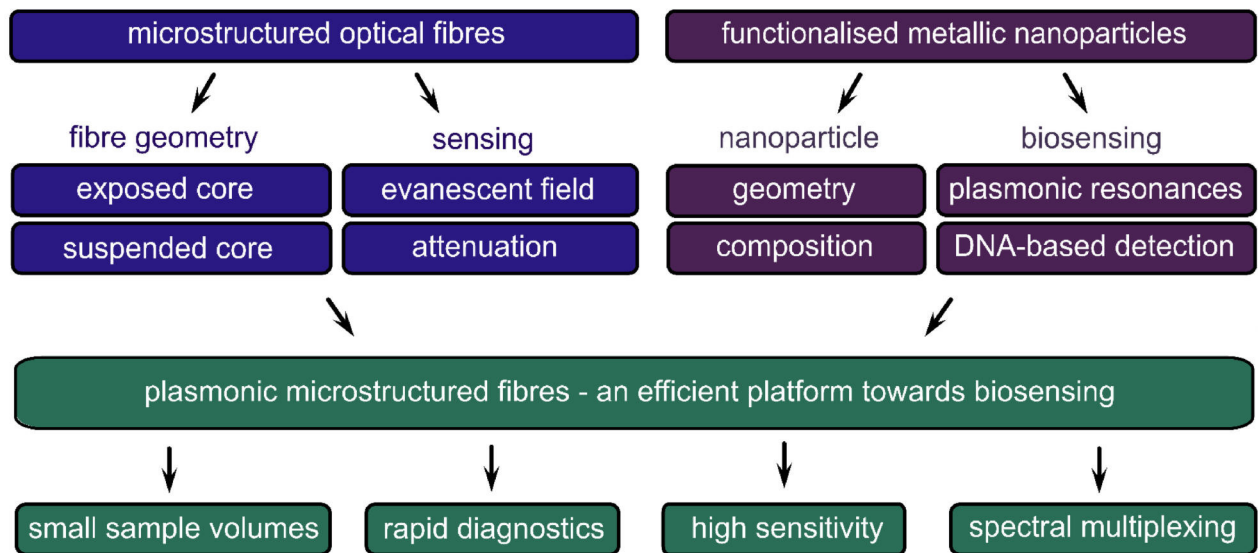 microstructured optical fibres
functionalised metallic nanoparticles
fibre geometry
sensing
nanoparticle
biosensing
exposed core
evanescent field
geometry
plasmonic resonances
suspended core
attenuation
composition
DNA-based detection
plasmonic microstructured fibres - an efficient platform towards biosensing
small sample volumes
rapid diagnostics
high sensitivity
spectral multiplexing